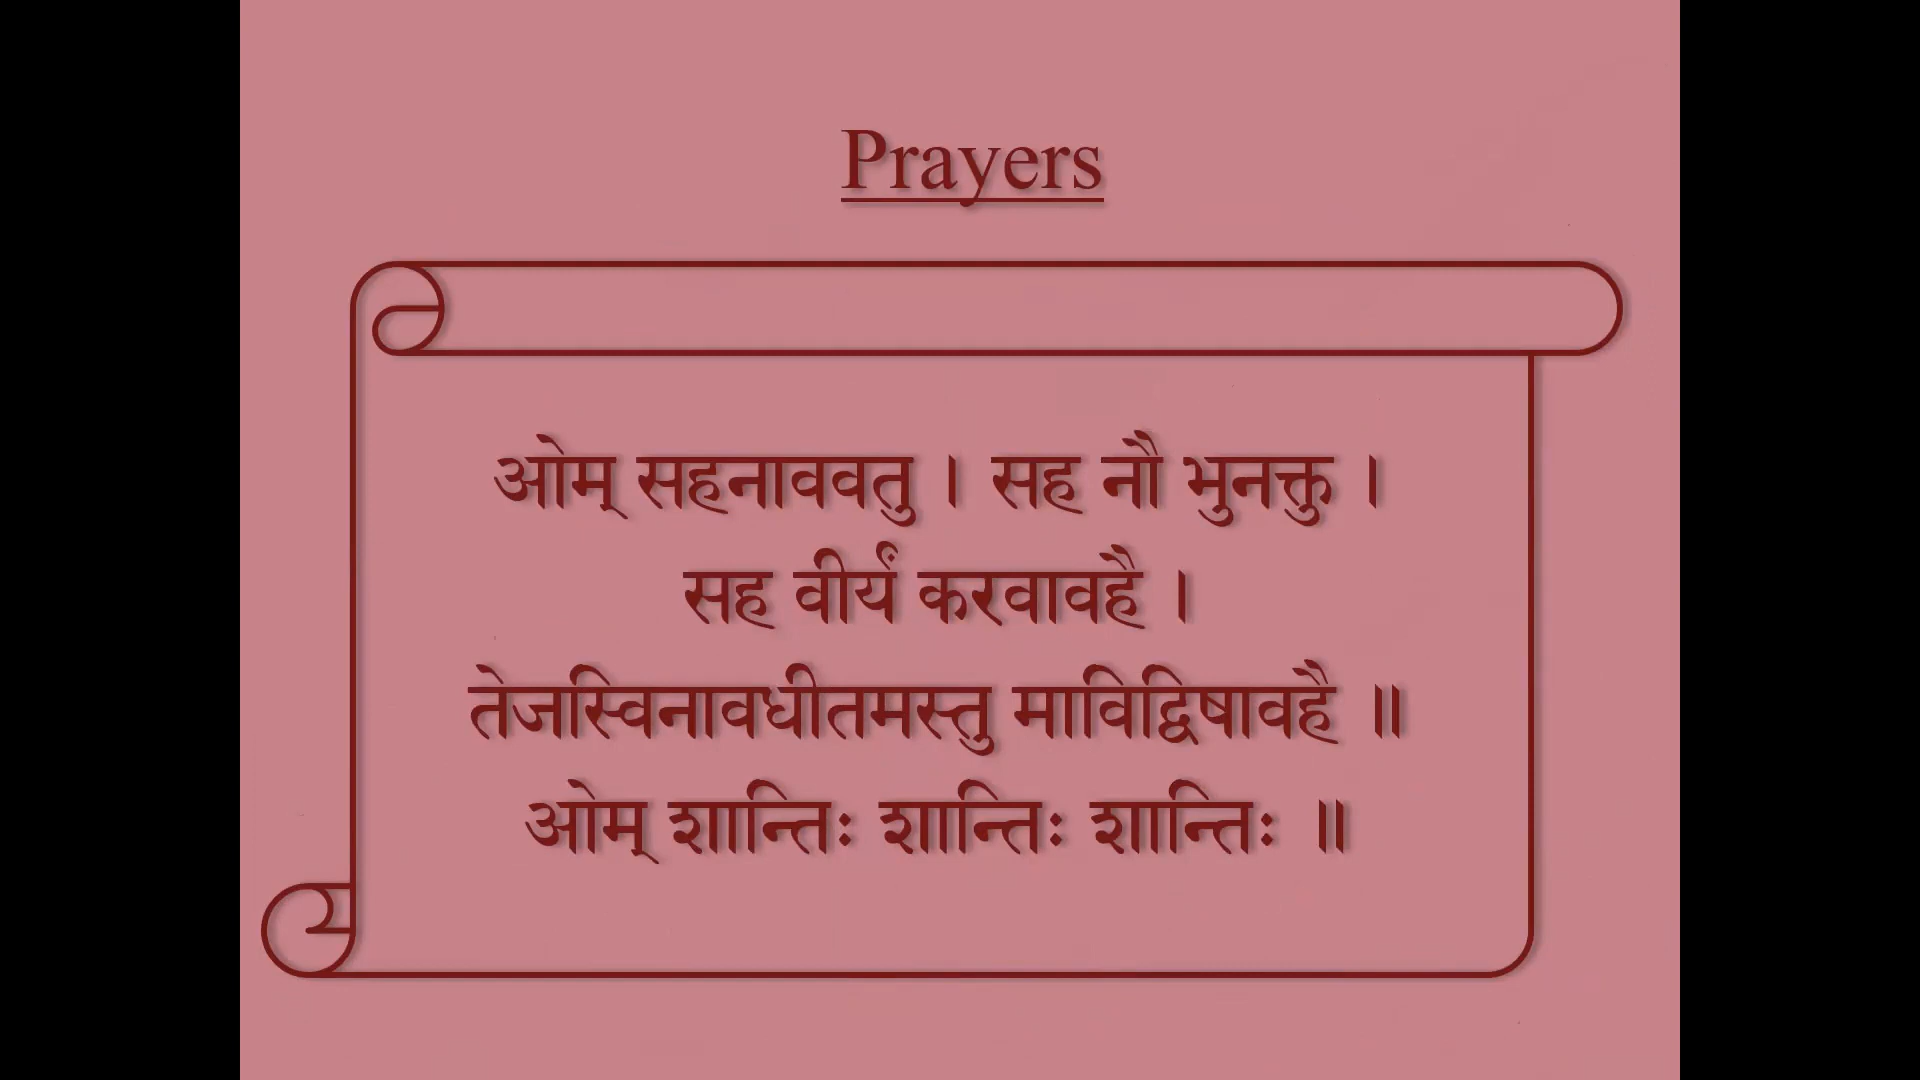 Prayers
ओम् सहनाववतु । सह नौ भुनक्तु ।
सह वीर्यं करवावहै ।
तेजस्विनावधीतमस्तु माविद्विषावहै ॥
ओम् शान्तिः शान्तिः शान्तिः ॥